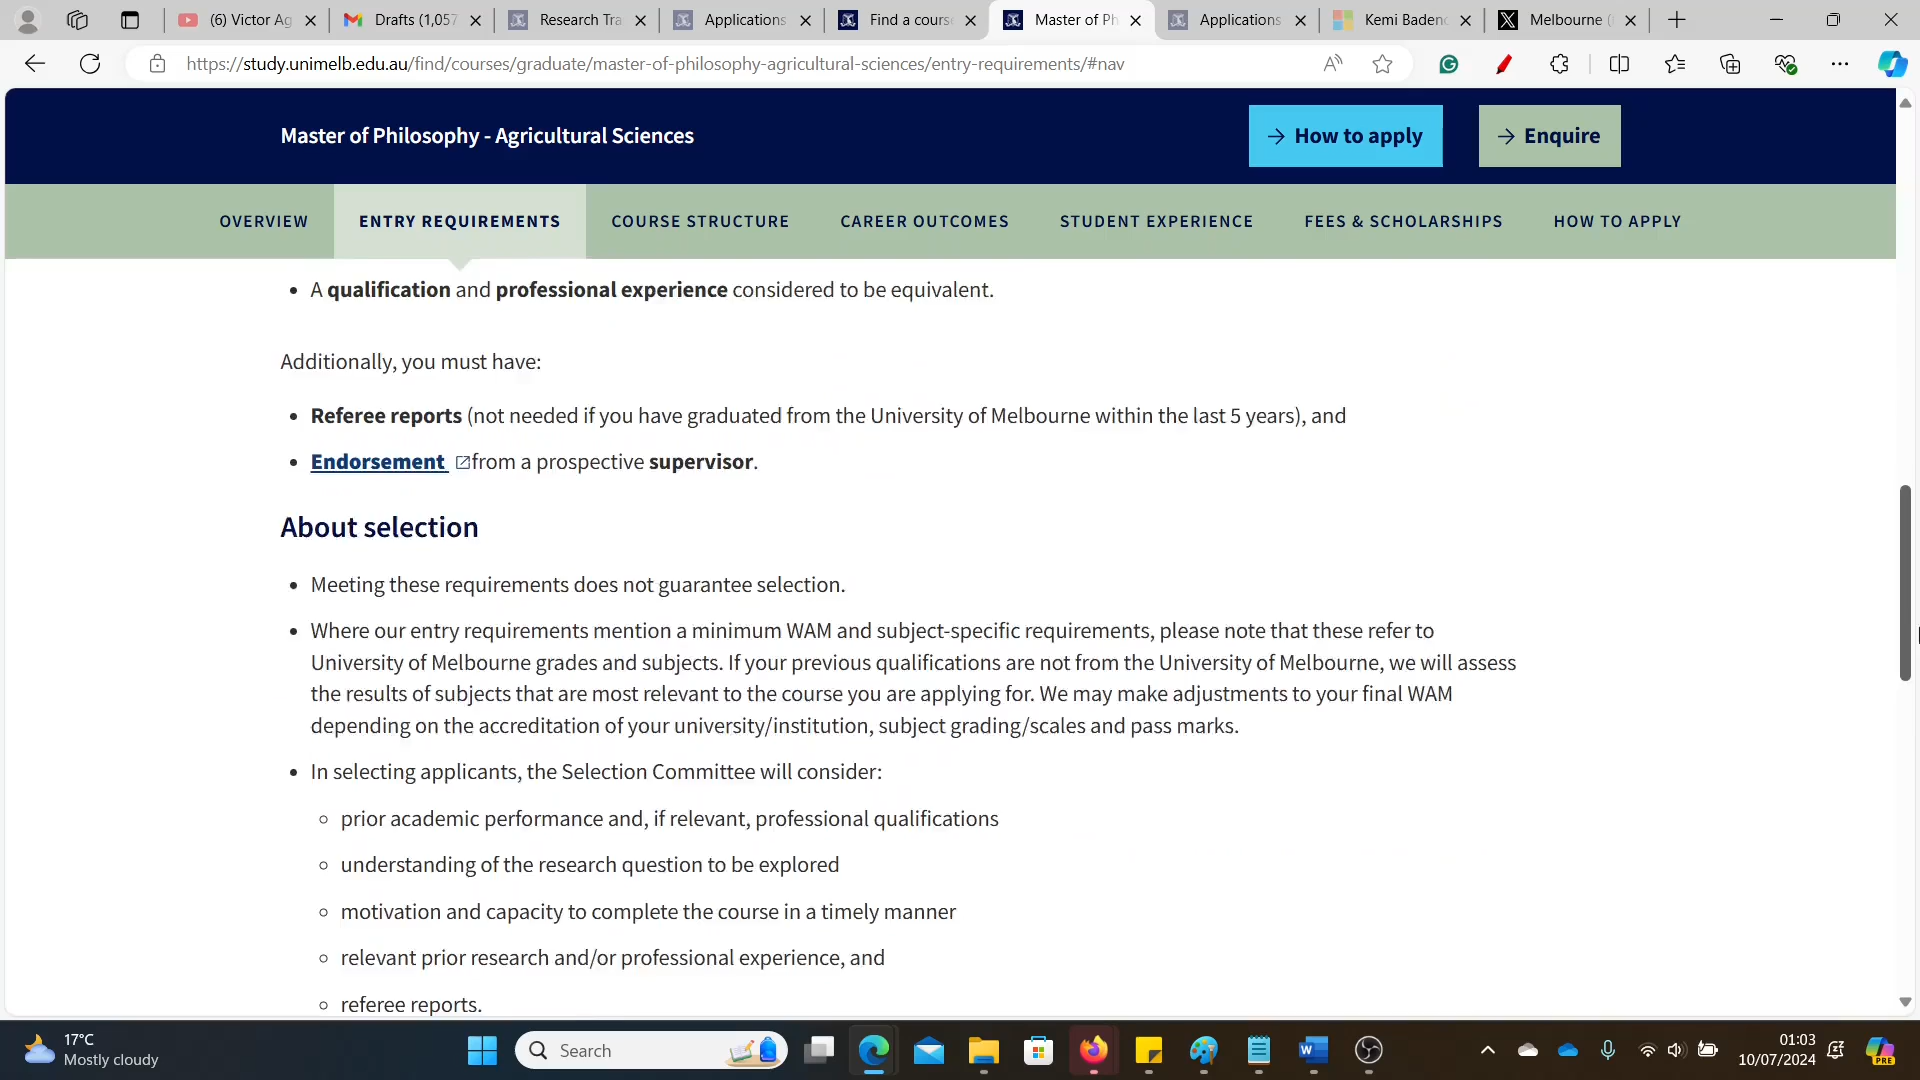 (6) Victor Ag
Drafts (1,057
Research Tra
Applications
Find a course
Master of Ph
Applications
Kemi Badeno
Melbourne (
https://study.unimelb.edu.au/find/courses/graduate/master-of-philosophy-agricultural-sciences/entry-requirements/#nav
Master of Philosophy - Agricultural Sciences
→ How to apply
→ Enquire
OVERVIEW
ENTRY REQUIREMENTS
COURSE STRUCTURE
CAREER OUTCOMES
STUDENT EXPERIENCE
FEES & SCHOLARSHIPS
HOW TO APPLY
• A qualification and professional experience considered to be equivalent.
Additionally, you must have:
• Referee reports (not needed if you have graduated from the University of Melbourne within the last 5 years), and
• Endorsement from a prospective supervisor.
About selection
• Meeting these requirements does not guarantee selection.
• Where our entry requirements mention a minimum WAM and subject-specific requirements, please note that these refer to
University of Melbourne grades and subjects. If your previous qualifications are not from the University of Melbourne, we will assess
the results of subjects that are most relevant to the course you are applying for. We may make adjustments to your final WAM
depending on the accreditation of your university/institution, subject grading/scales and pass marks.
• In selecting applicants, the Selection Committee will consider:
○ prior academic performance and, if relevant, professional qualifications
○ understanding of the research question to be explored
○ motivation and capacity to complete the course in a timely manner
○ relevant prior research and/or professional experience, and
○ referee reports.
17°C
Mostly cloudy
Search
01:03
10/07/2024
PRE